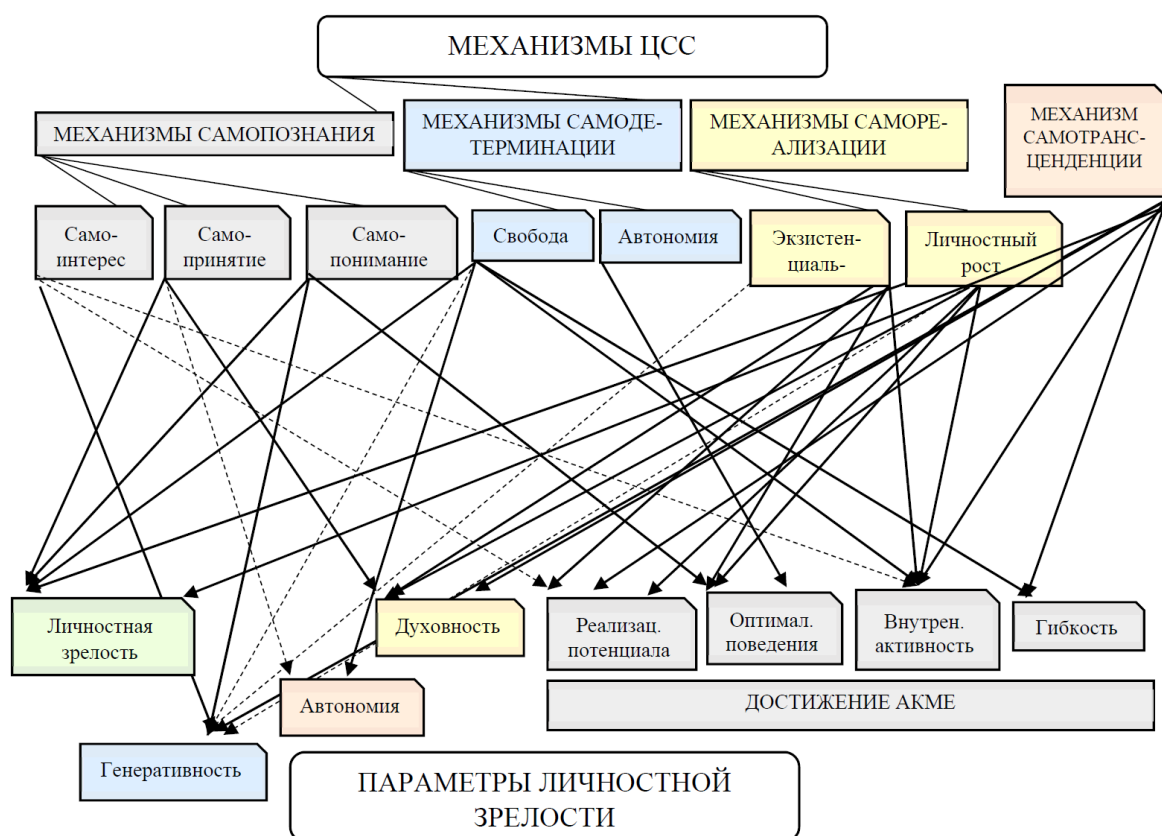 МЕХАНИЗМЫ ЦСС
МЕХАНИЗМЫ САМОПОЗНАНИЯ
МЕХАНИЗМЫ САМОДЕ-
ТЕРМИНАЦИИ
МЕХАНИЗМЫ САМОРЕ-
АЛИЗАЦИИ
МЕХАНИЗМ
САМОТРАНС-
ЦЕНДЕНЦИИ
Само-
интерес
Само-
принятие
Само-
понимание
Свобода
Автономия
Экзистен-
циаль-
Личностный
рост
Личностная
зрелость
Духовность
Реализац.
потенциала
Оптимал.
поведения
Внутрен.
активность
Гибкость
Автономия
ДОСТИЖЕНИЕ АКМЕ
Генеративность
ПАРАМЕТРЫ ЛИЧНОСТНОЙ
ЗРЕЛОСТИ